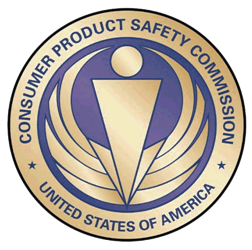 CONSUMER PRODUCT SAFETY COMMISSION
UNITED STATES OF AMERICA